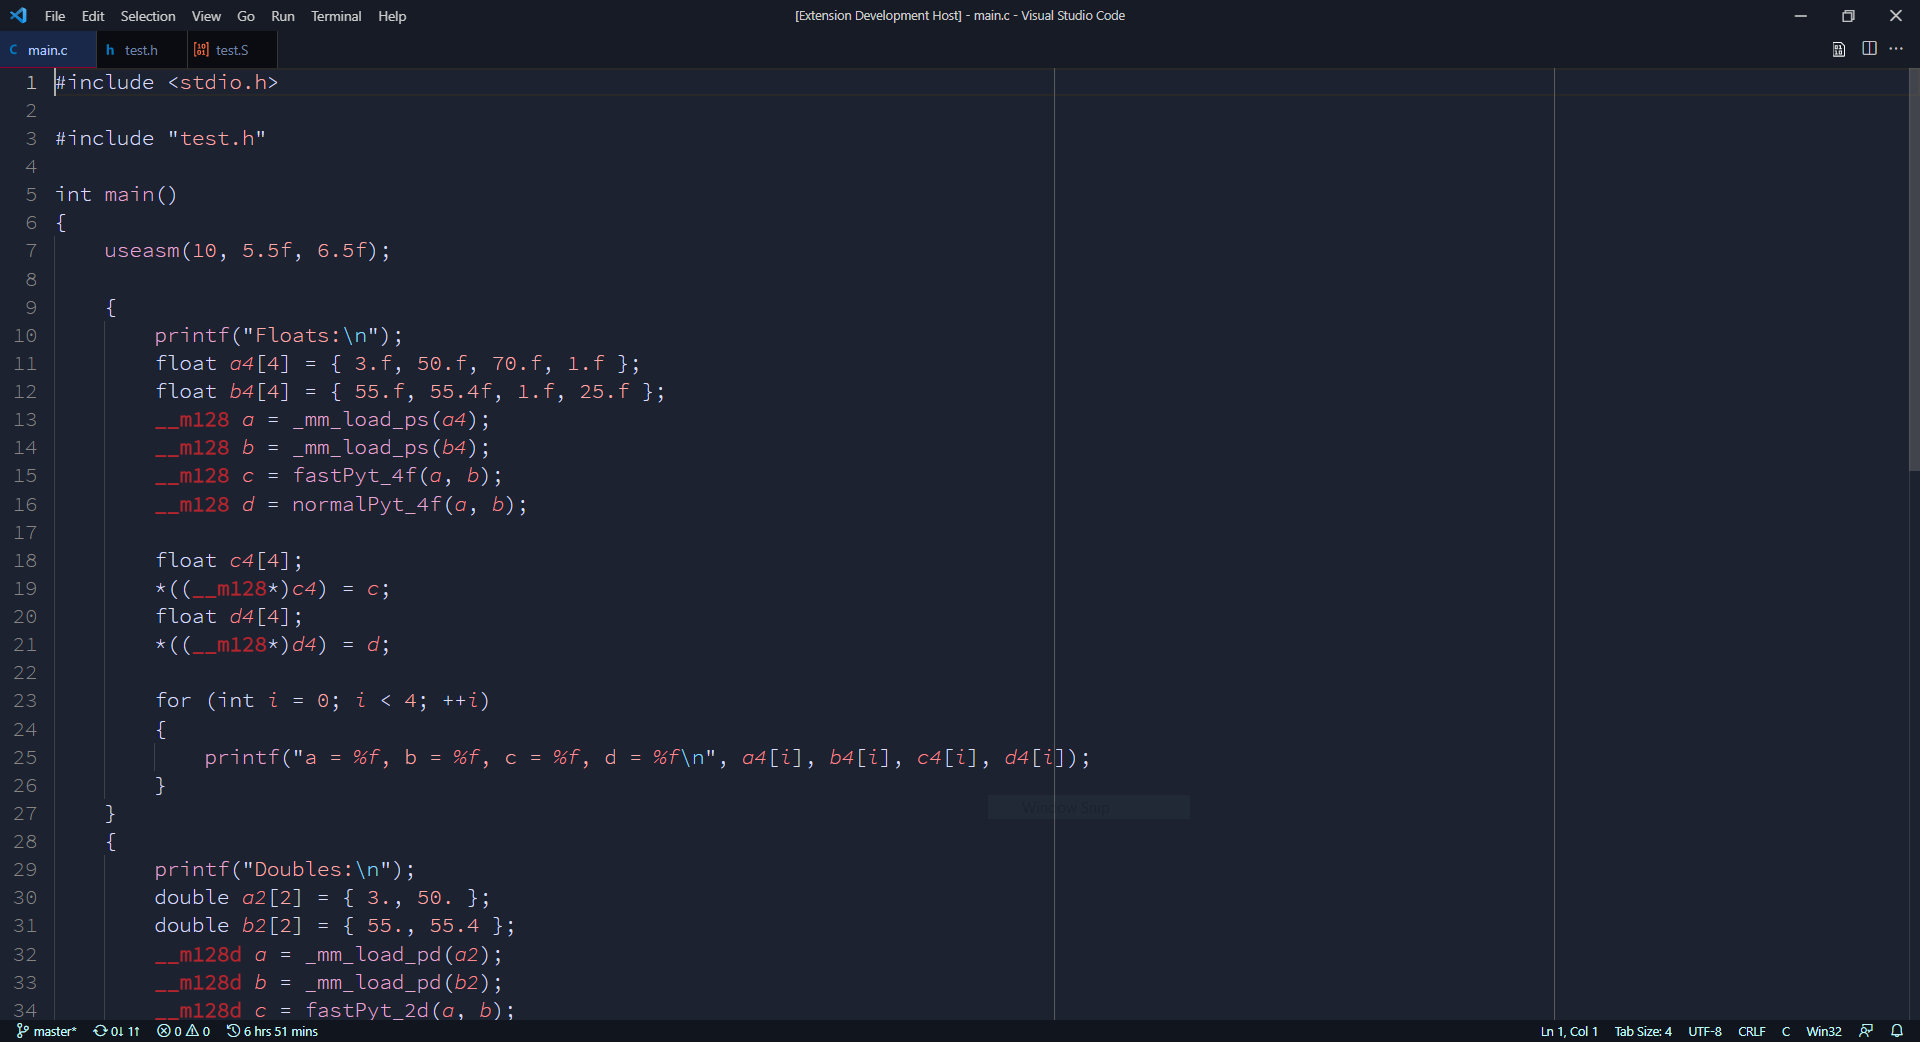 File Edit Selection View Go Run Terminal Help [Extension Development Host] - main.c - Visual Studio Code
C main.c h test.h test.S
1 #include <stdio.h>
2
3 #include "test.h"
4
5 int main()
6 {
7 useasm(10, 5.5f, 6.5f);
8
9 {
10 printf("Floats:\n");
11 float a4[4] = { 3.f, 50.f, 70.f, 1.f };
12 float b4[4] = { 55.f, 55.4f, 1.f, 25.f };
13 __m128 a = _mm_load_ps(a4);
14 __m128 b = _mm_load_ps(b4);
15 __m128 c = fastPyt_4f(a, b);
16 __m128 d = normalPyt_4f(a, b);
17
18 float c4[4];
19 *((__m128*)c4) = c;
20 float d4[4];
21 *((__m128*)d4) = d;
22
23 for (int i = 0; i < 4; ++i)
24 {
25 printf("a = %f, b = %f, c = %f, d = %f\n", a4[i], b4[i], c4[i], d4[i]);
26 }
27 }
Window Snip
28 {
29 printf("Doubles:\n");
30 double a2[2] = { 3., 50. };
31 double b2[2] = { 55., 55.4 };
32 __m128d a = _mm_load_pd(a2);
33 __m128d b = _mm_load_pd(b2);
34 __m128d c = fastPyt_2d(a, b);
master* 0↓ 1↑ 0 0 6 hrs 51 mins Ln 1, Col 1 Tab Size: 4 UTF-8 CRLF C Win32